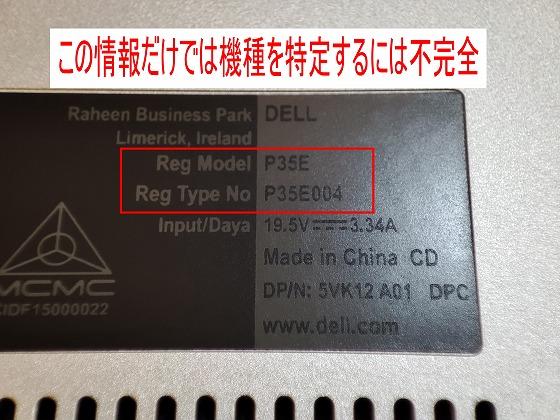 この情報だけでは機種を特定するには不完全
Raheen Business Park DELL
Limerick, Ireland
Reg Model P35E
Reg Type No P35E004
Input/Daya 19.5V⎓3.34A
Made in China CD
MCMC DP/N: 5VK12 A01 DPC
CIDF15000022 www.dell.com